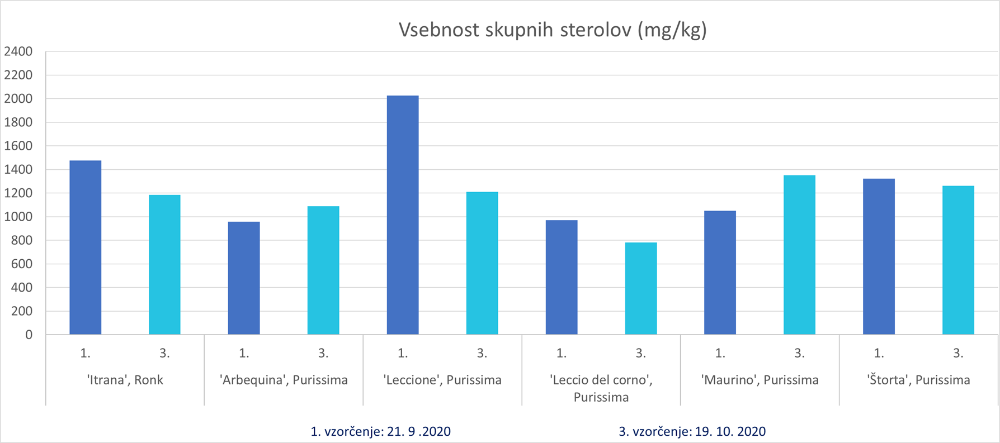 Vsebnost skupnih sterolov (mg/kg)
2400
2200
2000
1800
1600
1400
1200
1000
800
600
400
200
0
1. 3. 1. 3. 1. 3. 1. 3. 1. 3. 1. 3.
'Itrana', Ronk 'Arbequina', Purissima 'Leccione', Purissima 'Leccio del corno', 'Maurino', Purissima 'Štorta', Purissima
Purissima
1. vzorčenje: 21. 9 .2020 3. vzorčenje: 19. 10. 2020